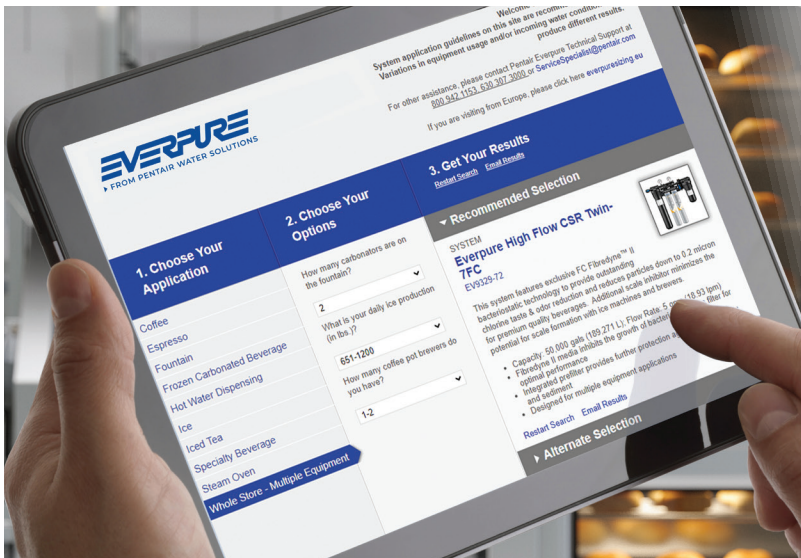 Welcome
System application guidelines on this site are recom
Variations in equipment usage and/or incoming water condit
produce different results.
For other assistance, please contact Pentair Everpure Technical Support at
800.942.1153, 630.307.3000 or ServiceSpecialist@pentair.com
If you are visiting from Europe, please click here everpuresizing.eu
EVERPURE
FROM PENTAIR WATER SOLUTIONS
1. Choose Your
Application
Coffee
Espresso
Fountain
Frozen Carbonated Beverage
Hot Water Dispensing
Ice
Iced Tea
Specialty Beverage
Steam Oven
Whole Store - Multiple Equipment
2. Choose Your
Options
How many carbonators are on
the fountain?
2
What is your daily ice production
(in lbs.)?
651-1200
How many coffee pot brewers do
you have?
1-2
3. Get Your Results
Restart Search Email Results
Recommended Selection
SYSTEM
Everpure High Flow CSR Twin-
7FC
EV9329-72
This system features exclusive FC Fibredyne™ II
bacteriostatic technology to provide outstanding
chlorine taste & odor reduction and reduces particles down to 0.2 micron
for premium quality beverages. Additional scale inhibitor minimizes the
potential for scale formation with ice machines and brewers.
• Capacity: 50,000 gals (189,271 L). Flow Rate: 5 gpm (18.93 lpm)
• Fibredyne II media inhibits the growth of bacte filter for
optimal performance
• Integrated prefilter provides further protection ag
and sediment
• Designed for multiple equipment applications
Restart Search Email Results
Alternate Selection